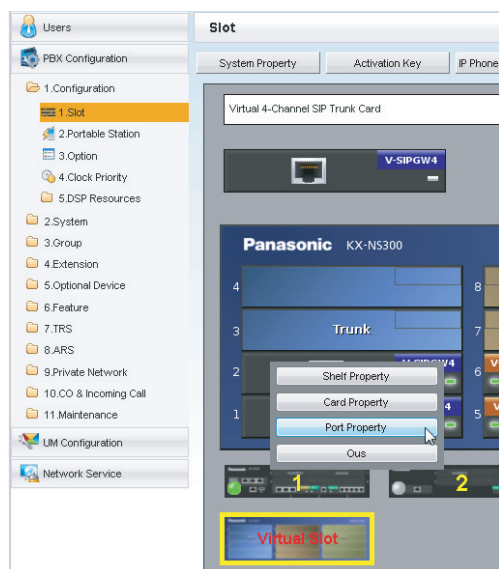 Users
Slot
PBX Configuration
System Property
Activation Key
IP Phone
1.Configuration
1.Slot
Virtual 4-Channel SIP Trunk Card
2.Portable Station
3.Option
4.Clock Priority
5.DSP Resources
V-SIPGW4
2.System
3.Group
4.Extension
5.Optional Device
6.Feature
7.TRS
8.ARS
9.Private Network
10.CO & Incoming Call
11.Maintenance
UM Configuration
Network Service
Panasonic KX-NS300
4
8
3
Trunk
7
2
6
1
4
5
Shelf Property
Card Property
Port Property
Ous
1
2
Virtual Slot